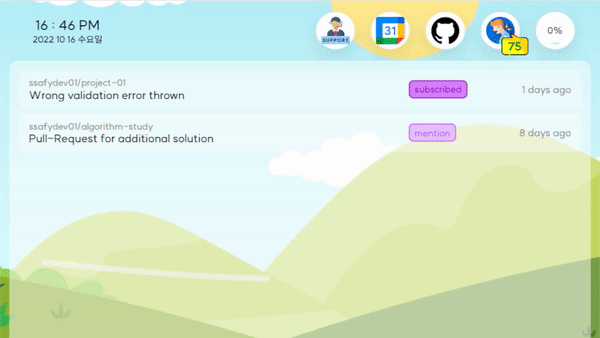 16 : 46 PM
2022 10 16 수요일
SUPPORT
31
75
0%
ssafydev01/project-01
Wrong validation error thrown
subscribed
1 days ago
ssafydev01/algorithm-study
Pull-Request for additional solution
mention
8 days ago